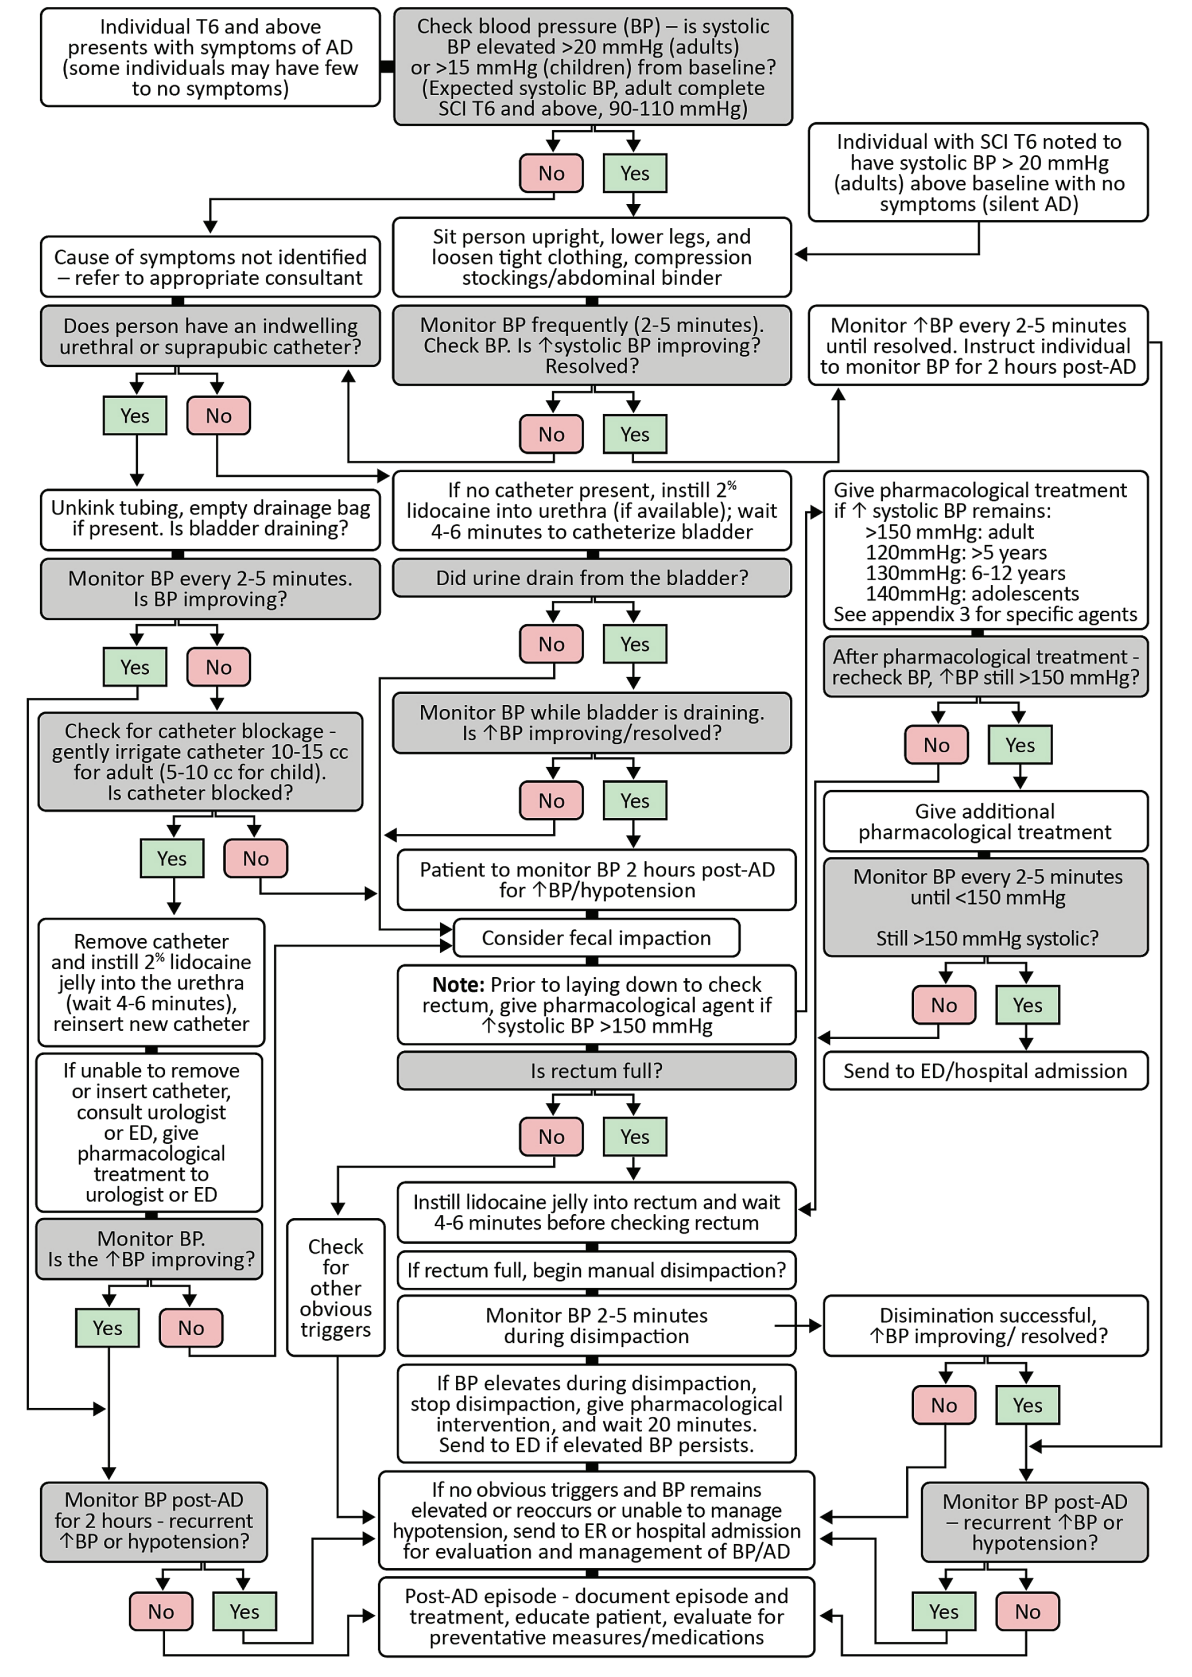 Individual T6 and above
presents with symptoms of AD
(some individuals may have few
to no symptoms)
Check blood pressure (BP) – is systolic
BP elevated >20 mmHg (adults)
or >15 mmHg (children) from baseline?
(Expected systolic BP, adult complete
SCI T6 and above, 90-110 mmHg)
No
Yes
Individual with SCI T6 noted to
have systolic BP > 20 mmHg
(adults) above baseline with no
symptoms (silent AD)
Cause of symptoms not identified
– refer to appropriate consultant
Sit person upright, lower legs, and
loosen tight clothing, compression
stockings/abdominal binder
Does person have an indwelling
urethral or suprapubic catheter?
Monitor BP frequently (2-5 minutes).
Check BP. Is ↑systolic BP improving?
Resolved?
Monitor ↑BP every 2-5 minutes
until resolved. Instruct individual
to monitor BP for 2 hours post-AD
Yes
No
No
Yes
Unkink tubing, empty drainage bag
if present. Is bladder draining?
If no catheter present, instill 2%
lidocaine into urethra (if available); wait
4-6 minutes to catheterize bladder
Give pharmacological treatment
if ↑ systolic BP remains:
>150 mmHg: adult
120mmHg: >5 years
130mmHg: 6-12 years
140mmHg: adolescents
See appendix 3 for specific agents
Monitor BP every 2-5 minutes.
Is BP improving?
Did urine drain from the bladder?
Yes
No
No
Yes
After pharmacological treatment -
recheck BP, ↑BP still >150 mmHg?
No
Yes
Check for catheter blockage -
gently irrigate catheter 10-15 cc
for adult (5-10 cc for child).
Is catheter blocked?
Monitor BP while bladder is draining.
Is ↑BP improving/resolved?
No
Yes
Give additional
pharmacological treatment
Yes
No
Patient to monitor BP 2 hours post-AD
for ↑BP/hypotension
Monitor BP every 2-5 minutes
until <150 mmHg
Still >150 mmHg systolic?
Remove catheter
and instill 2% lidocaine
jelly into the urethra
(wait 4-6 minutes),
reinsert new catheter
Consider fecal impaction
Note: Prior to laying down to check
rectum, give pharmacological agent if
↑systolic BP >150 mmHg
No
Yes
Is rectum full?
Send to ED/hospital admission
If unable to remove
or insert catheter,
consult urologist
or ED, give
pharmacological
treatment to
urologist or ED
No
Yes
Instill lidocaine jelly into rectum and wait
4-6 minutes before checking rectum
Monitor BP.
Is the ↑BP improving?
Check
for
other
obvious
triggers
If rectum full, begin manual disimpaction?
Yes
No
Monitor BP 2-5 minutes
during disimpaction
Disimination successful,
↑BP improving/ resolved?
If BP elevates during disimpaction,
stop disimpaction, give pharmacological
intervention, and wait 20 minutes.
Send to ED if elevated BP persists.
No
Yes
Monitor BP post-AD
for 2 hours - recurrent
↑BP or hypotension?
If no obvious triggers and BP remains
elevated or reoccurs or unable to manage
hypotension, send to ER or hospital admission
for evaluation and management of BP/AD
Monitor BP post-AD
– recurrent ↑BP or
hypotension?
No
Yes
Post-AD episode - document episode and
treatment, educate patient, evaluate for
preventative measures/medications
Yes
No